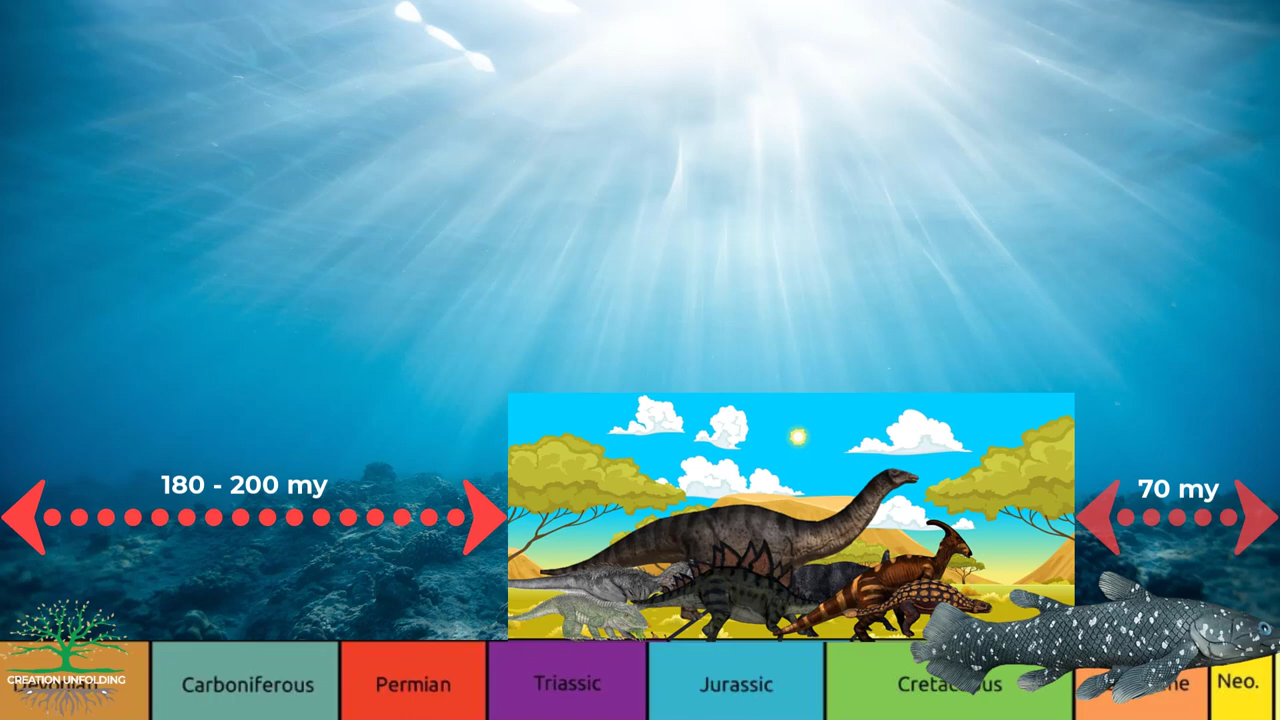 180 - 200 my
70 my
CREATION UNFOLDING
Carboniferous
Permian
Triassic
Jurassic
Neo.